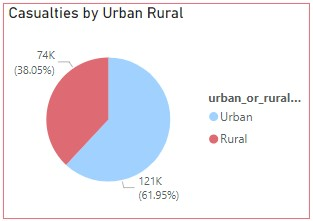 Casualties by Urban Rural
74K
(38.05%)
urban_or_rural...
Urban
Rural
121K
(61.95%)